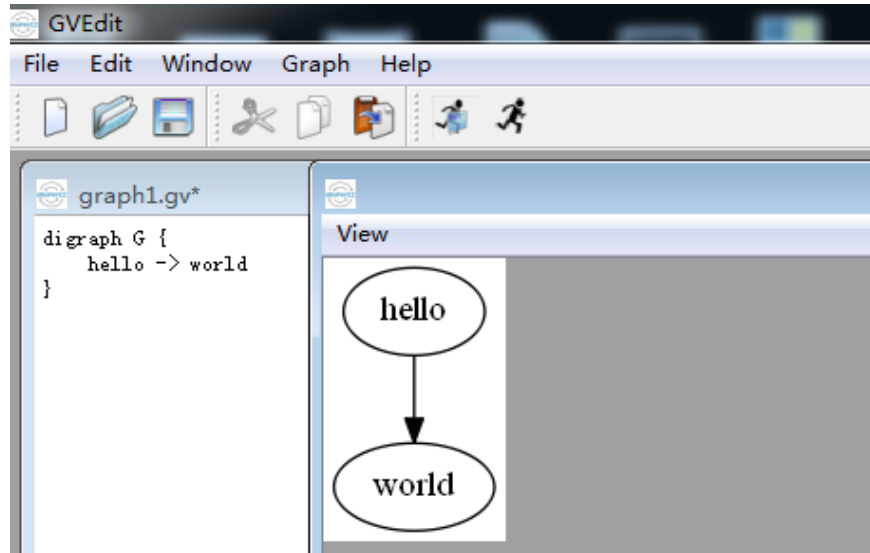 GVEdit
File Edit Window Graph Help
graph1.gv*
digraph G {
    hello -> world
}
View
hello
world